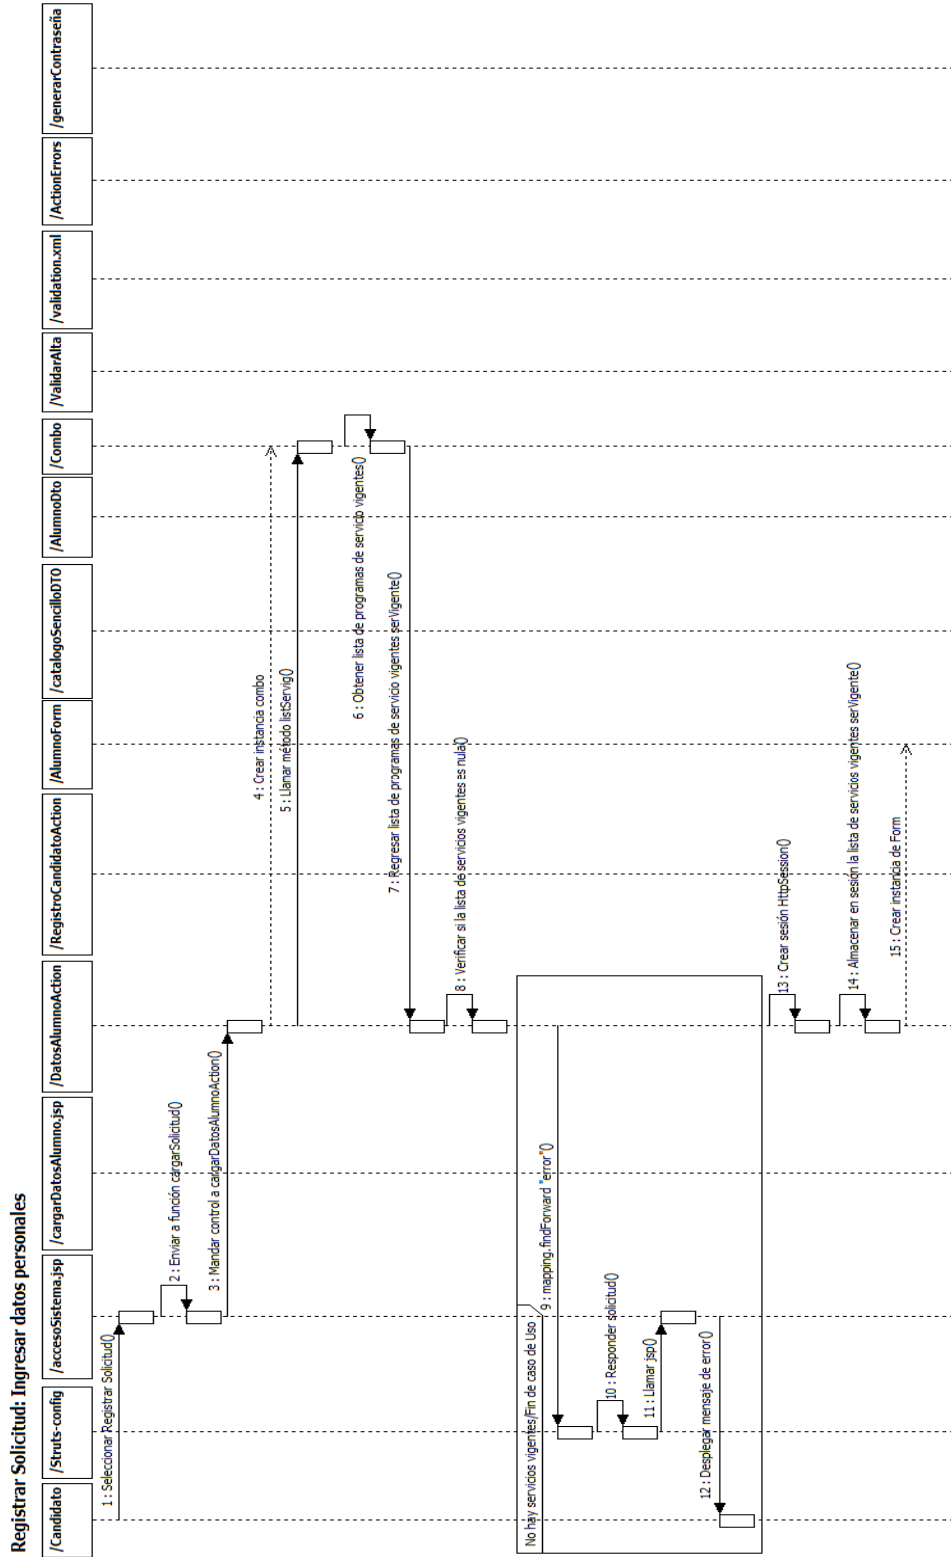 Registrar Solicitud: Ingresar datos personales
/Candidato
/Struts-config
/accesoSistema.jsp
/cargarDatosAlumno.jsp
/DatosAlumnoAction
/RegistroCandidatoAction
/AlumnoForm
/catalogoSencilloDTO
/AlumnoDto
/Combo
/ValidarAlta
/validation.xml
/ActionErrors
/generarContraseña
1 : Seleccionar Registrar Solicitud()
2 : Enviar a función cargarSolicitud()
3 : Mandar control a cargarDatosAlumnoAction()
4 : Crear instancia combo
5 : Llamar método listServig()
6 : Obtener lista de programas de servicio vigentes()
7 : Regresar lista de programas de servicio vigentes serVigente()
8 : Verificar si la lista de servicios vigentes es nula()
No hay servicios vigentes/Fin de caso de Uso
9 : mapping.findForward "error"()
10 : Responder solicitud()
11 : Llamar jsp()
12 : Desplegar mensaje de error()
13 : Crear sesión HttpSession()
14 : Almacenar en sesión la lista de servicios vigentes serVigente()
15 : Crear instancia de Form